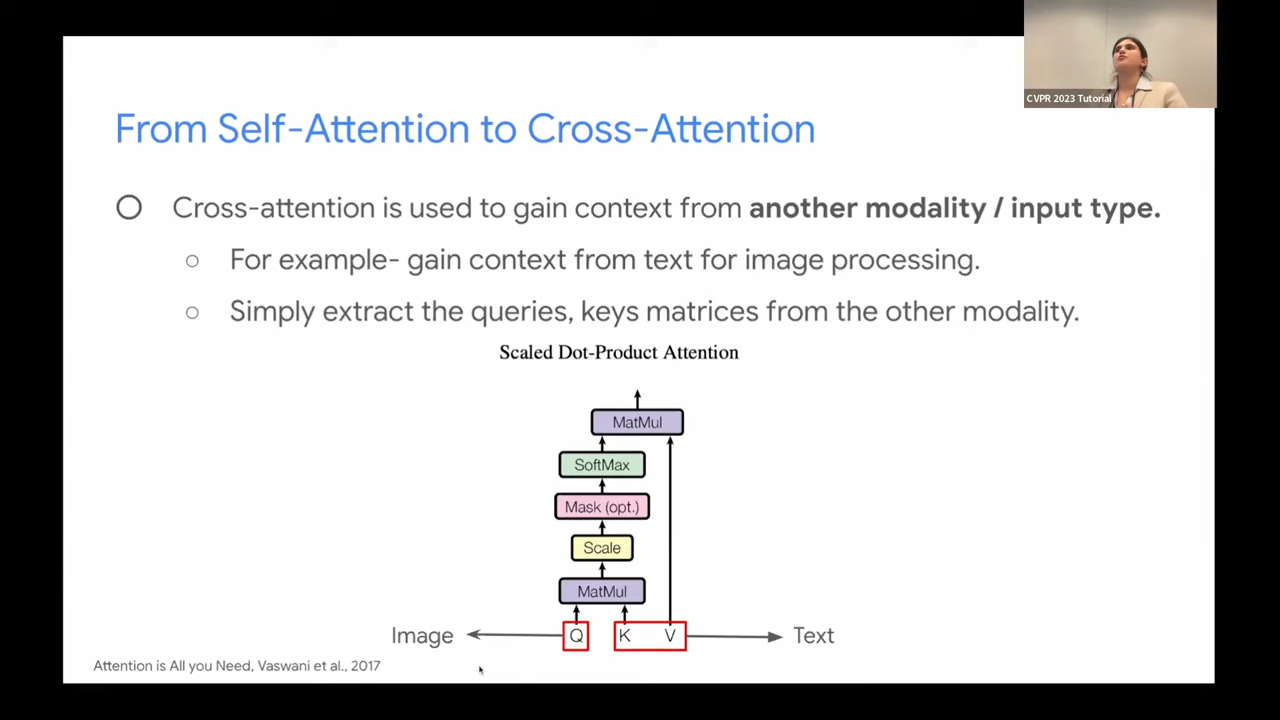 CVPR 2023 Tutorial
From Self-Attention to Cross-Attention
Cross-attention is used to gain context from another modality / input type.
For example- gain context from text for image processing.
Simply extract the queries, keys matrices from the other modality.
Scaled Dot-Product Attention
MatMul
SoftMax
Mask (opt.)
Scale
MatMul
Image Q K V Text
Attention is All you Need, Vaswani et al., 2017